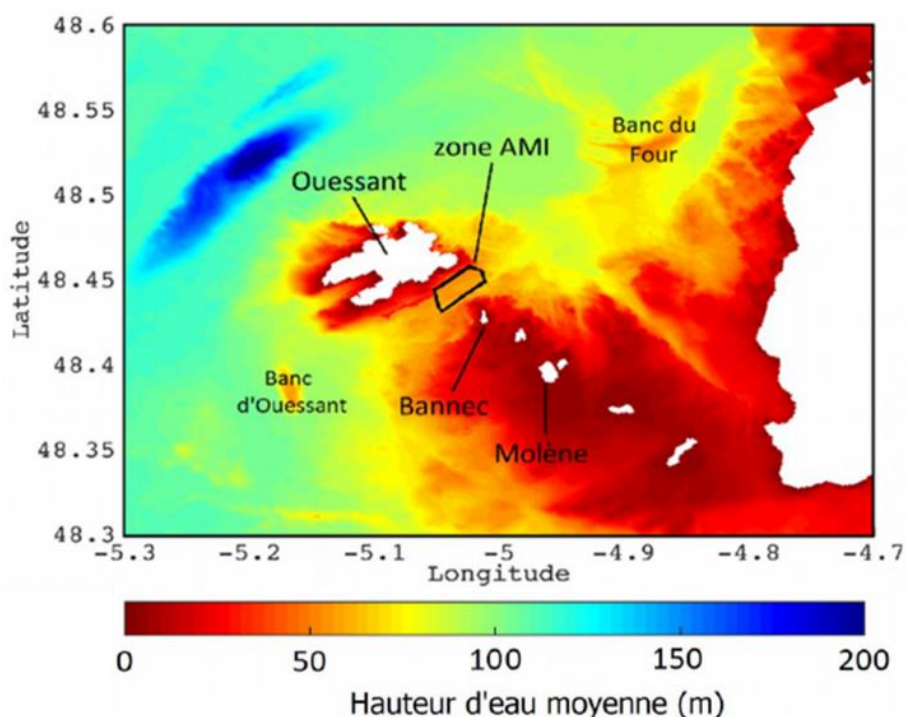 48.6
48.55
48.5
48.45
48.4
48.35
48.3
Latitude
Banc du
Four
zone AMI
Ouessant
Banc
d'Ouessant
Bannec
Molène
-5.3
-5.2
-5.1
-5
-4.9
-4.8
-4.7
Longitude
0
50
100
150
200
Hauteur d'eau moyenne (m)